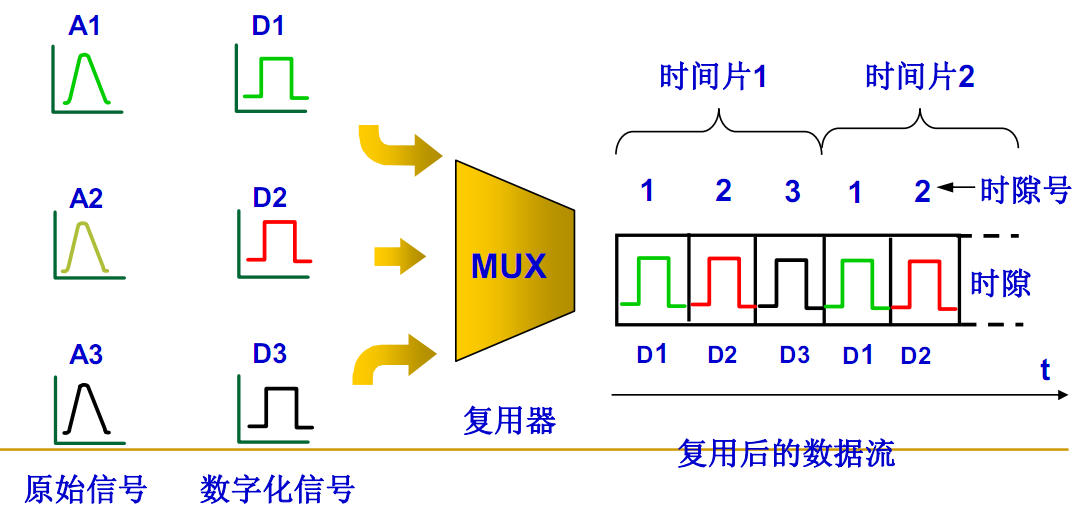 A1
D1
A2
D2
A3
D3
原始信号
数字化信号
MUX
复用器
时间片1
时间片2
1 2 3 1 2 时隙号
时隙
D1 D2 D3 D1 D2
t
复用后的数据流